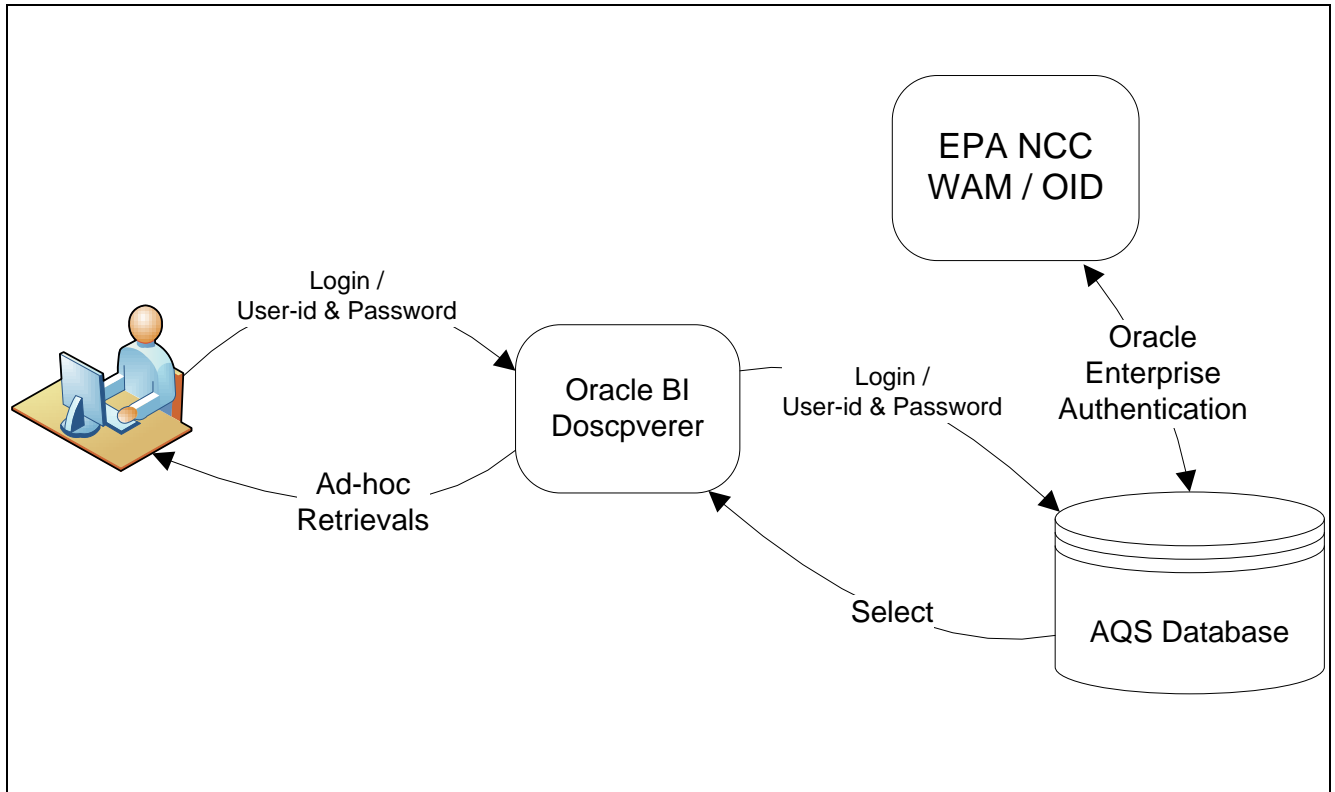 EPA NCC
WAM / OID
Login /
User-id & Password
Oracle
Enterprise
Authentication
Oracle BI
Doscpverer
Login /
User-id & Password
Ad-hoc
Retrievals
Select
AQS Database